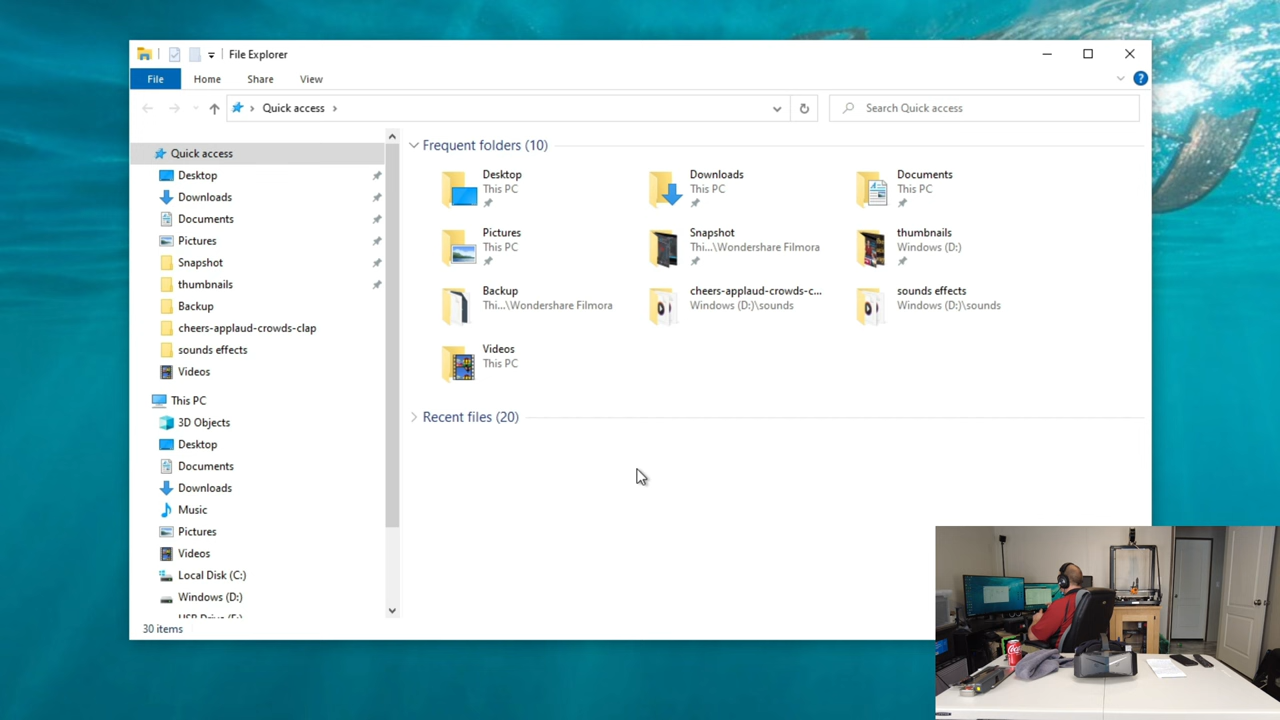 File Explorer
File
Home
Share
View
Quick access
Search Quick access
Quick access
Desktop
Downloads
Documents
Pictures
Snapshot
thumbnails
Backup
cheers-applaud-crowds-clap
sounds effects
Videos
This PC
3D Objects
Desktop
Documents
Downloads
Music
Pictures
Videos
Local Disk (C:)
Windows (D:)
30 items
Frequent folders (10)
Desktop
This PC
Downloads
This PC
Documents
This PC
Pictures
This PC
Snapshot
Thi...\Wondershare Filmora
thumbnails
Windows (D:)
Backup
Thi...\Wondershare Filmora
cheers-applaud-crowds-c...
Windows (D:)\sounds
sounds effects
Windows (D:)\sounds
Videos
This PC
Recent files (20)